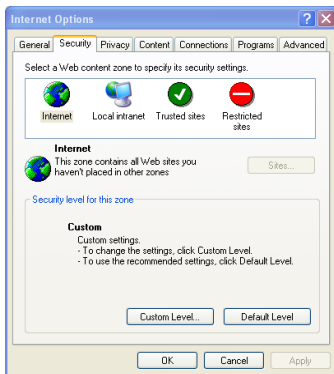 Internet Options
General Security Privacy Content Connections Programs Advanced
Select a Web content zone to specify its security settings.
Internet Local intranet Trusted sites Restricted sites
Internet
This zone contains all Web sites you
haven't placed in other zones
Sites...
Security level for this zone
Custom
Custom settings.
- To change the settings, click Custom Level.
- To use the recommended settings, click Default Level.
Custom Level... Default Level
OK Cancel Apply